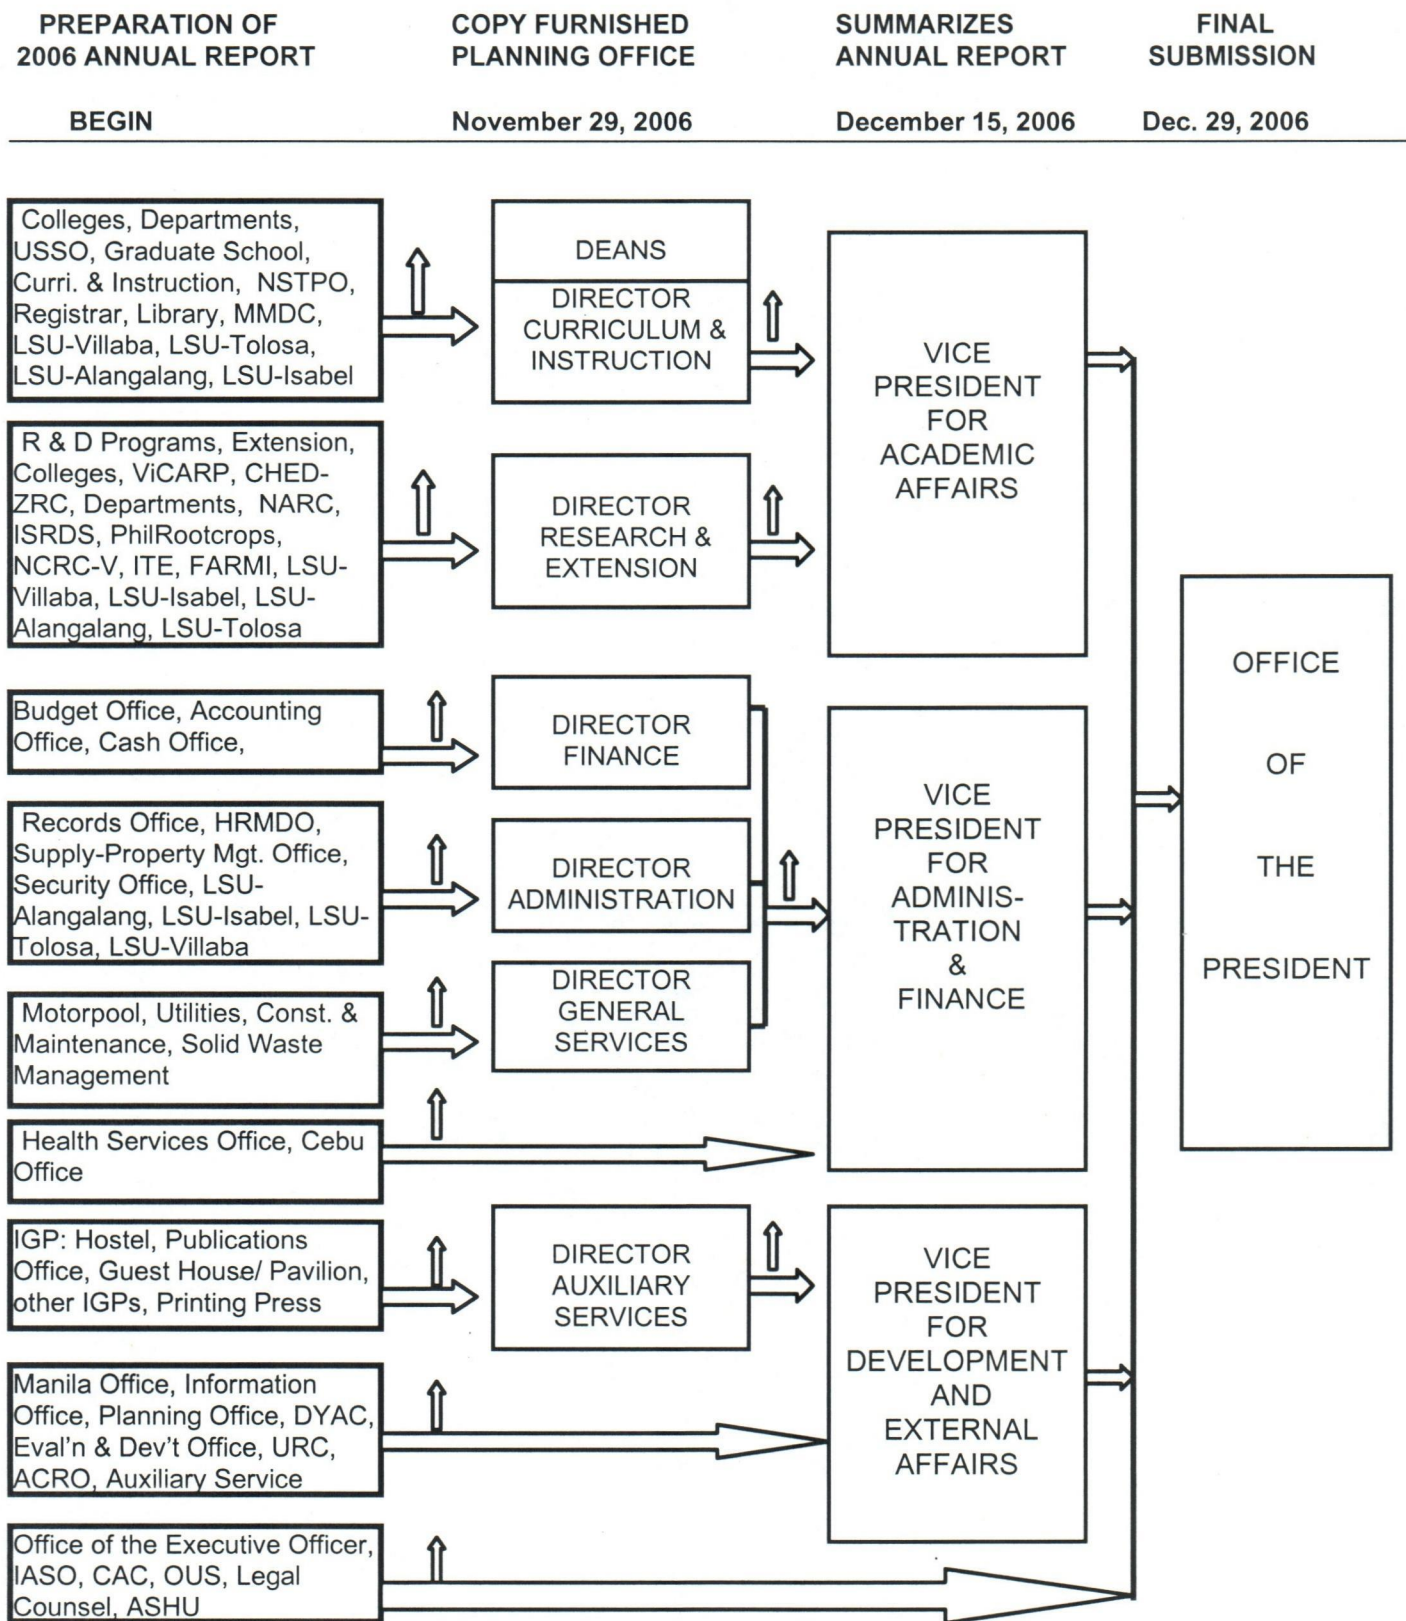 PREPARATION OF
2006 ANNUAL REPORT
COPY FURNISHED
PLANNING OFFICE
SUMMARIZES
ANNUAL REPORT
FINAL
SUBMISSION
BEGIN
November 29, 2006
December 15, 2006
Dec. 29, 2006
Colleges, Departments,
USSO, Graduate School,
Curri. & Instruction, NSTPO,
Registrar, Library, MMDC,
LSU-Villaba, LSU-Tolosa,
LSU-Alangalang, LSU-Isabel
DEANS
DIRECTOR
CURRICULUM &
INSTRUCTION
VICE
PRESIDENT
FOR
ACADEMIC
AFFAIRS
R & D Programs, Extension,
Colleges, ViCARP, CHED-
ZRC, Departments, NARC,
ISRDS, PhilRootcrops,
NCRC-V, ITE, FARMI, LSU-
Villaba, LSU-Isabel, LSU-
Alangalang, LSU-Tolosa
DIRECTOR
RESEARCH &
EXTENSION
Budget Office, Accounting
Office, Cash Office,
DIRECTOR
FINANCE
Records Office, HRMDO,
Supply-Property Mgt. Office,
Security Office, LSU-
Alangalang, LSU-Isabel, LSU-
Tolosa, LSU-Villaba
DIRECTOR
ADMINISTRATION
Motorpool, Utilities, Const. &
Maintenance, Solid Waste
Management
DIRECTOR
GENERAL
SERVICES
VICE
PRESIDENT
FOR
ADMINIS-
TRATION
&
FINANCE
Health Services Office, Cebu
Office
IGP: Hostel, Publications
Office, Guest House/ Pavilion,
other IGPs, Printing Press
DIRECTOR
AUXILIARY
SERVICES
VICE
PRESIDENT
FOR
DEVELOPMENT
AND
EXTERNAL
AFFAIRS
Manila Office, Information
Office, Planning Office, DYAC,
Eval'n & Dev't Office, URC,
ACRO, Auxiliary Service
Office of the Executive Officer,
IASO, CAC, OUS, Legal
Counsel, ASHU
OFFICE
OF
THE
PRESIDENT